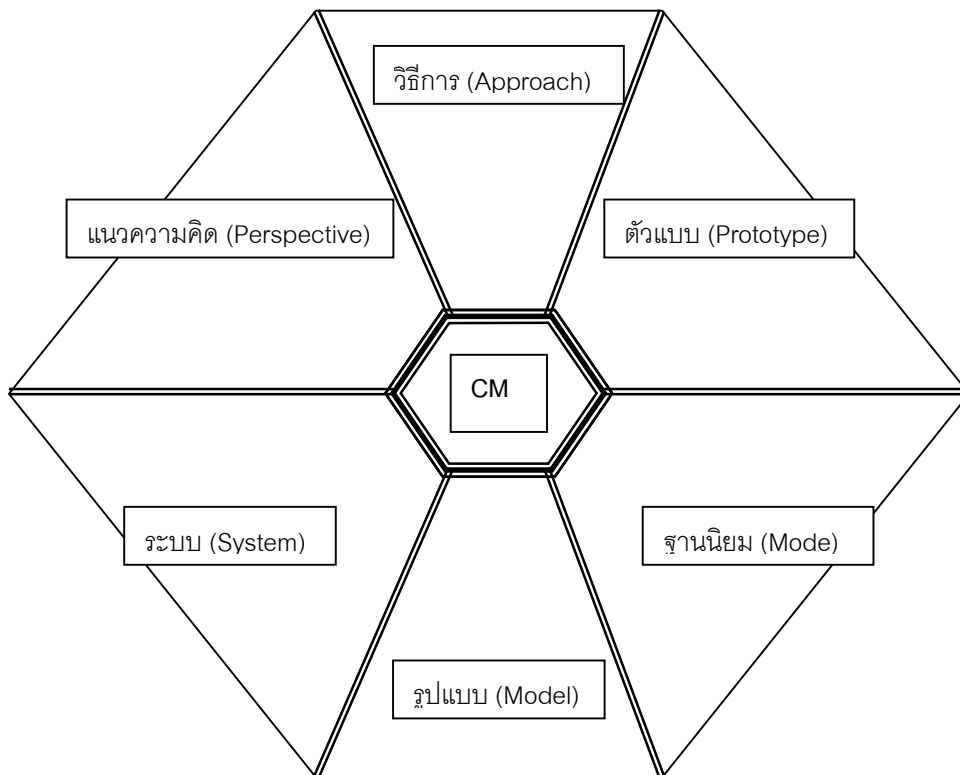 วิธีการ (Approach)
แนวความคิด (Perspective)
ตัวแบบ (Prototype)
CM
ระบบ (System)
ฐานนิยม (Mode)
รูปแบบ (Model)